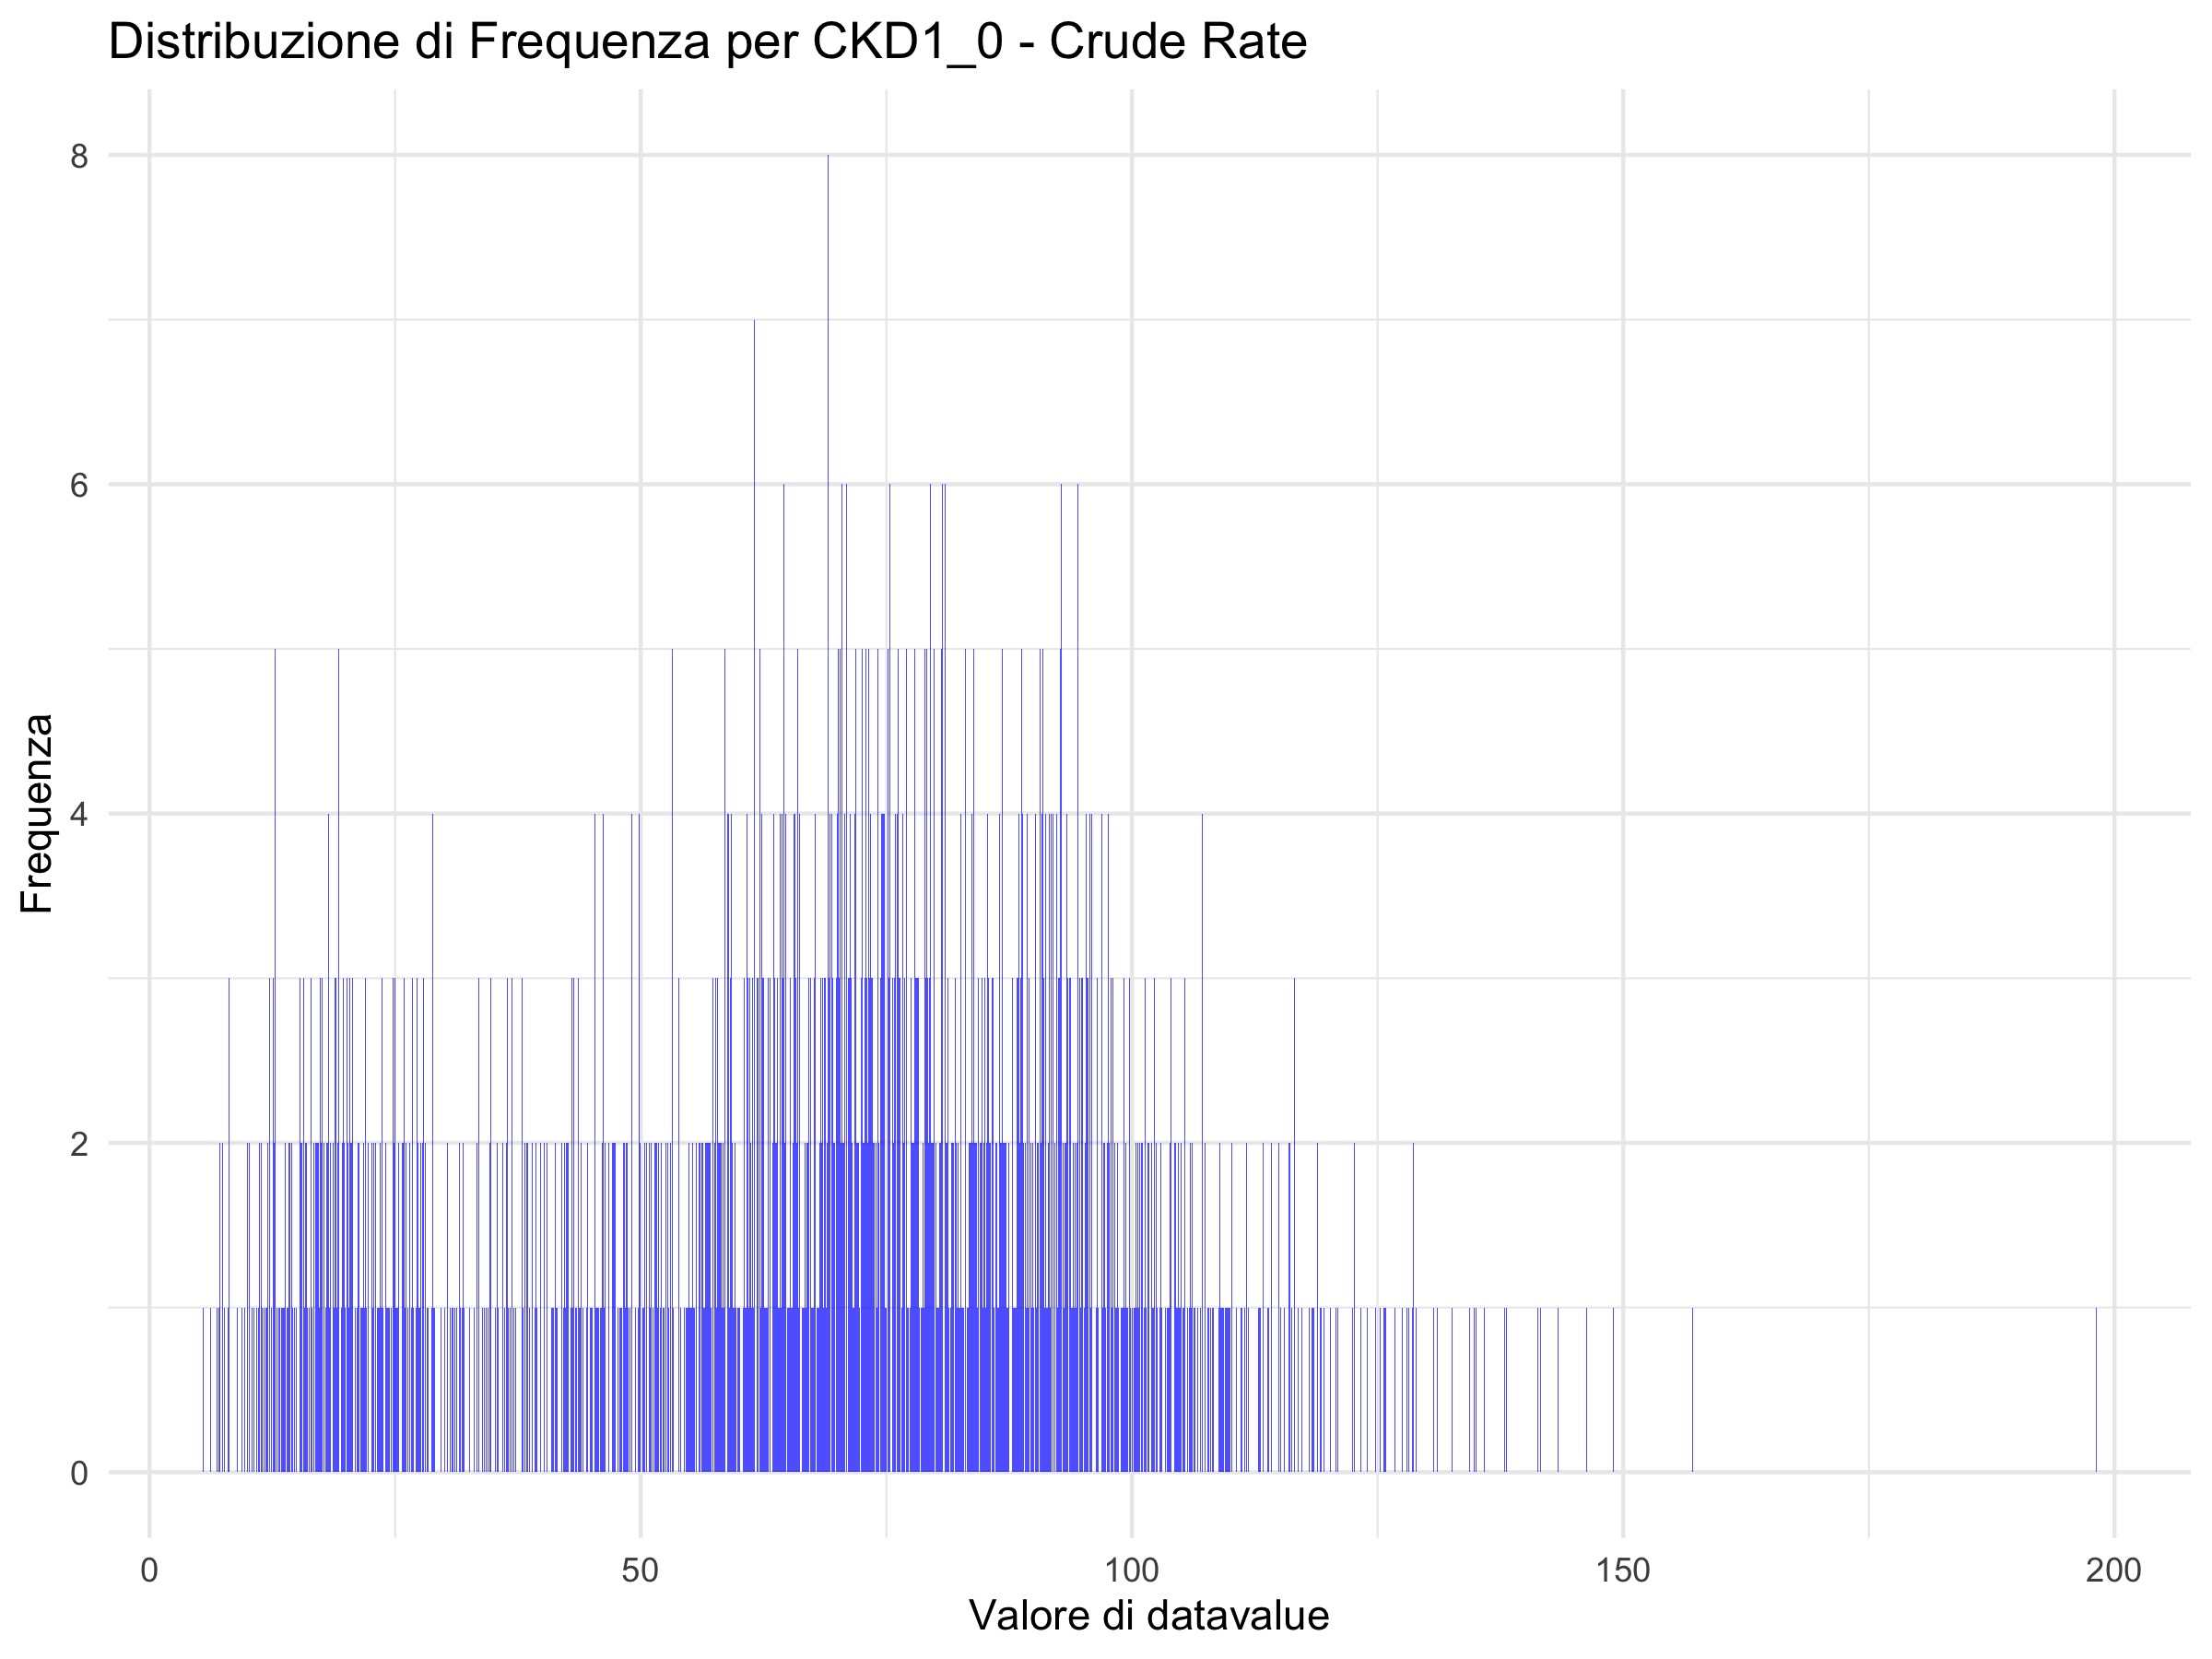 Distribuzione di Frequenza per CKD1_0 - Crude Rate
8
6
4
2
0
Frequenza
0 50 100 150 200
Valore di datavalue